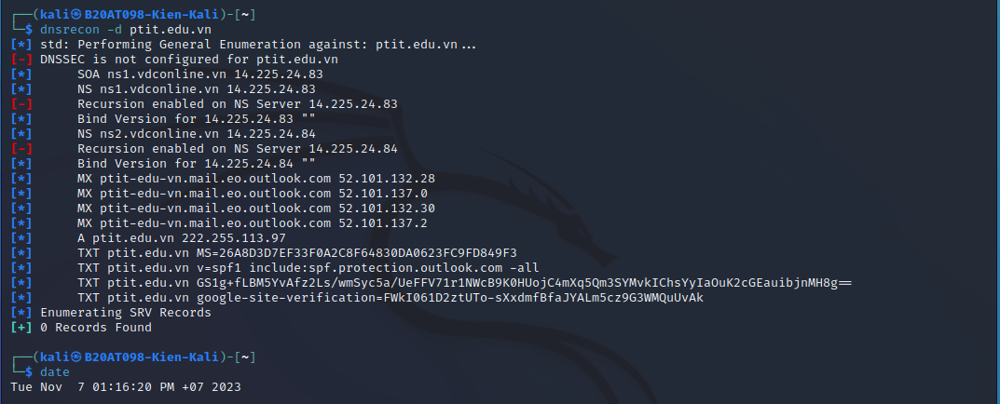 ┌──(kali㉿B20AT098-Kien-Kali)-[~]
└─$ dnsrecon -d ptit.edu.vn
[*] std: Performing General Enumeration against: ptit.edu.vn...
[-] DNSSEC is not configured for ptit.edu.vn
[*] SOA ns1.vdconline.vn 14.225.24.83
[*] NS ns1.vdconline.vn 14.225.24.83
[-] Recursion enabled on NS Server 14.225.24.83
[*] Bind Version for 14.225.24.83 ""
[*] NS ns2.vdconline.vn 14.225.24.84
[-] Recursion enabled on NS Server 14.225.24.84
[*] Bind Version for 14.225.24.84 ""
[*] MX ptit-edu-vn.mail.eo.outlook.com 52.101.132.28
[*] MX ptit-edu-vn.mail.eo.outlook.com 52.101.137.0
[*] MX ptit-edu-vn.mail.eo.outlook.com 52.101.132.30
[*] MX ptit-edu-vn.mail.eo.outlook.com 52.101.137.2
[*] A ptit.edu.vn 222.255.113.97
[*] TXT ptit.edu.vn MS=26A8D3D7EF33F0A2C8F64830DA0623FC9FD849F3
[*] TXT ptit.edu.vn v=spf1 include:spf.protection.outlook.com -all
[*] TXT ptit.edu.vn GS1g+fLBM5YvAfz2Ls/wmSyc5a/UeFFV71r1NWcB9K0HUojC4mXq5Qm3SYMvkIChsYyIaOuK2cGEauibjnMH8g==
[*] TXT ptit.edu.vn google-site-verification=FWkI061D2ztUTo-sXxdmfBfaJYALm5cz9G3WMQuUvAk
[*] Enumerating SRV Records
[+] 0 Records Found
┌──(kali㉿B20AT098-Kien-Kali)-[~]
└─$ date
Tue Nov  7 01:16:20 PM +07 2023